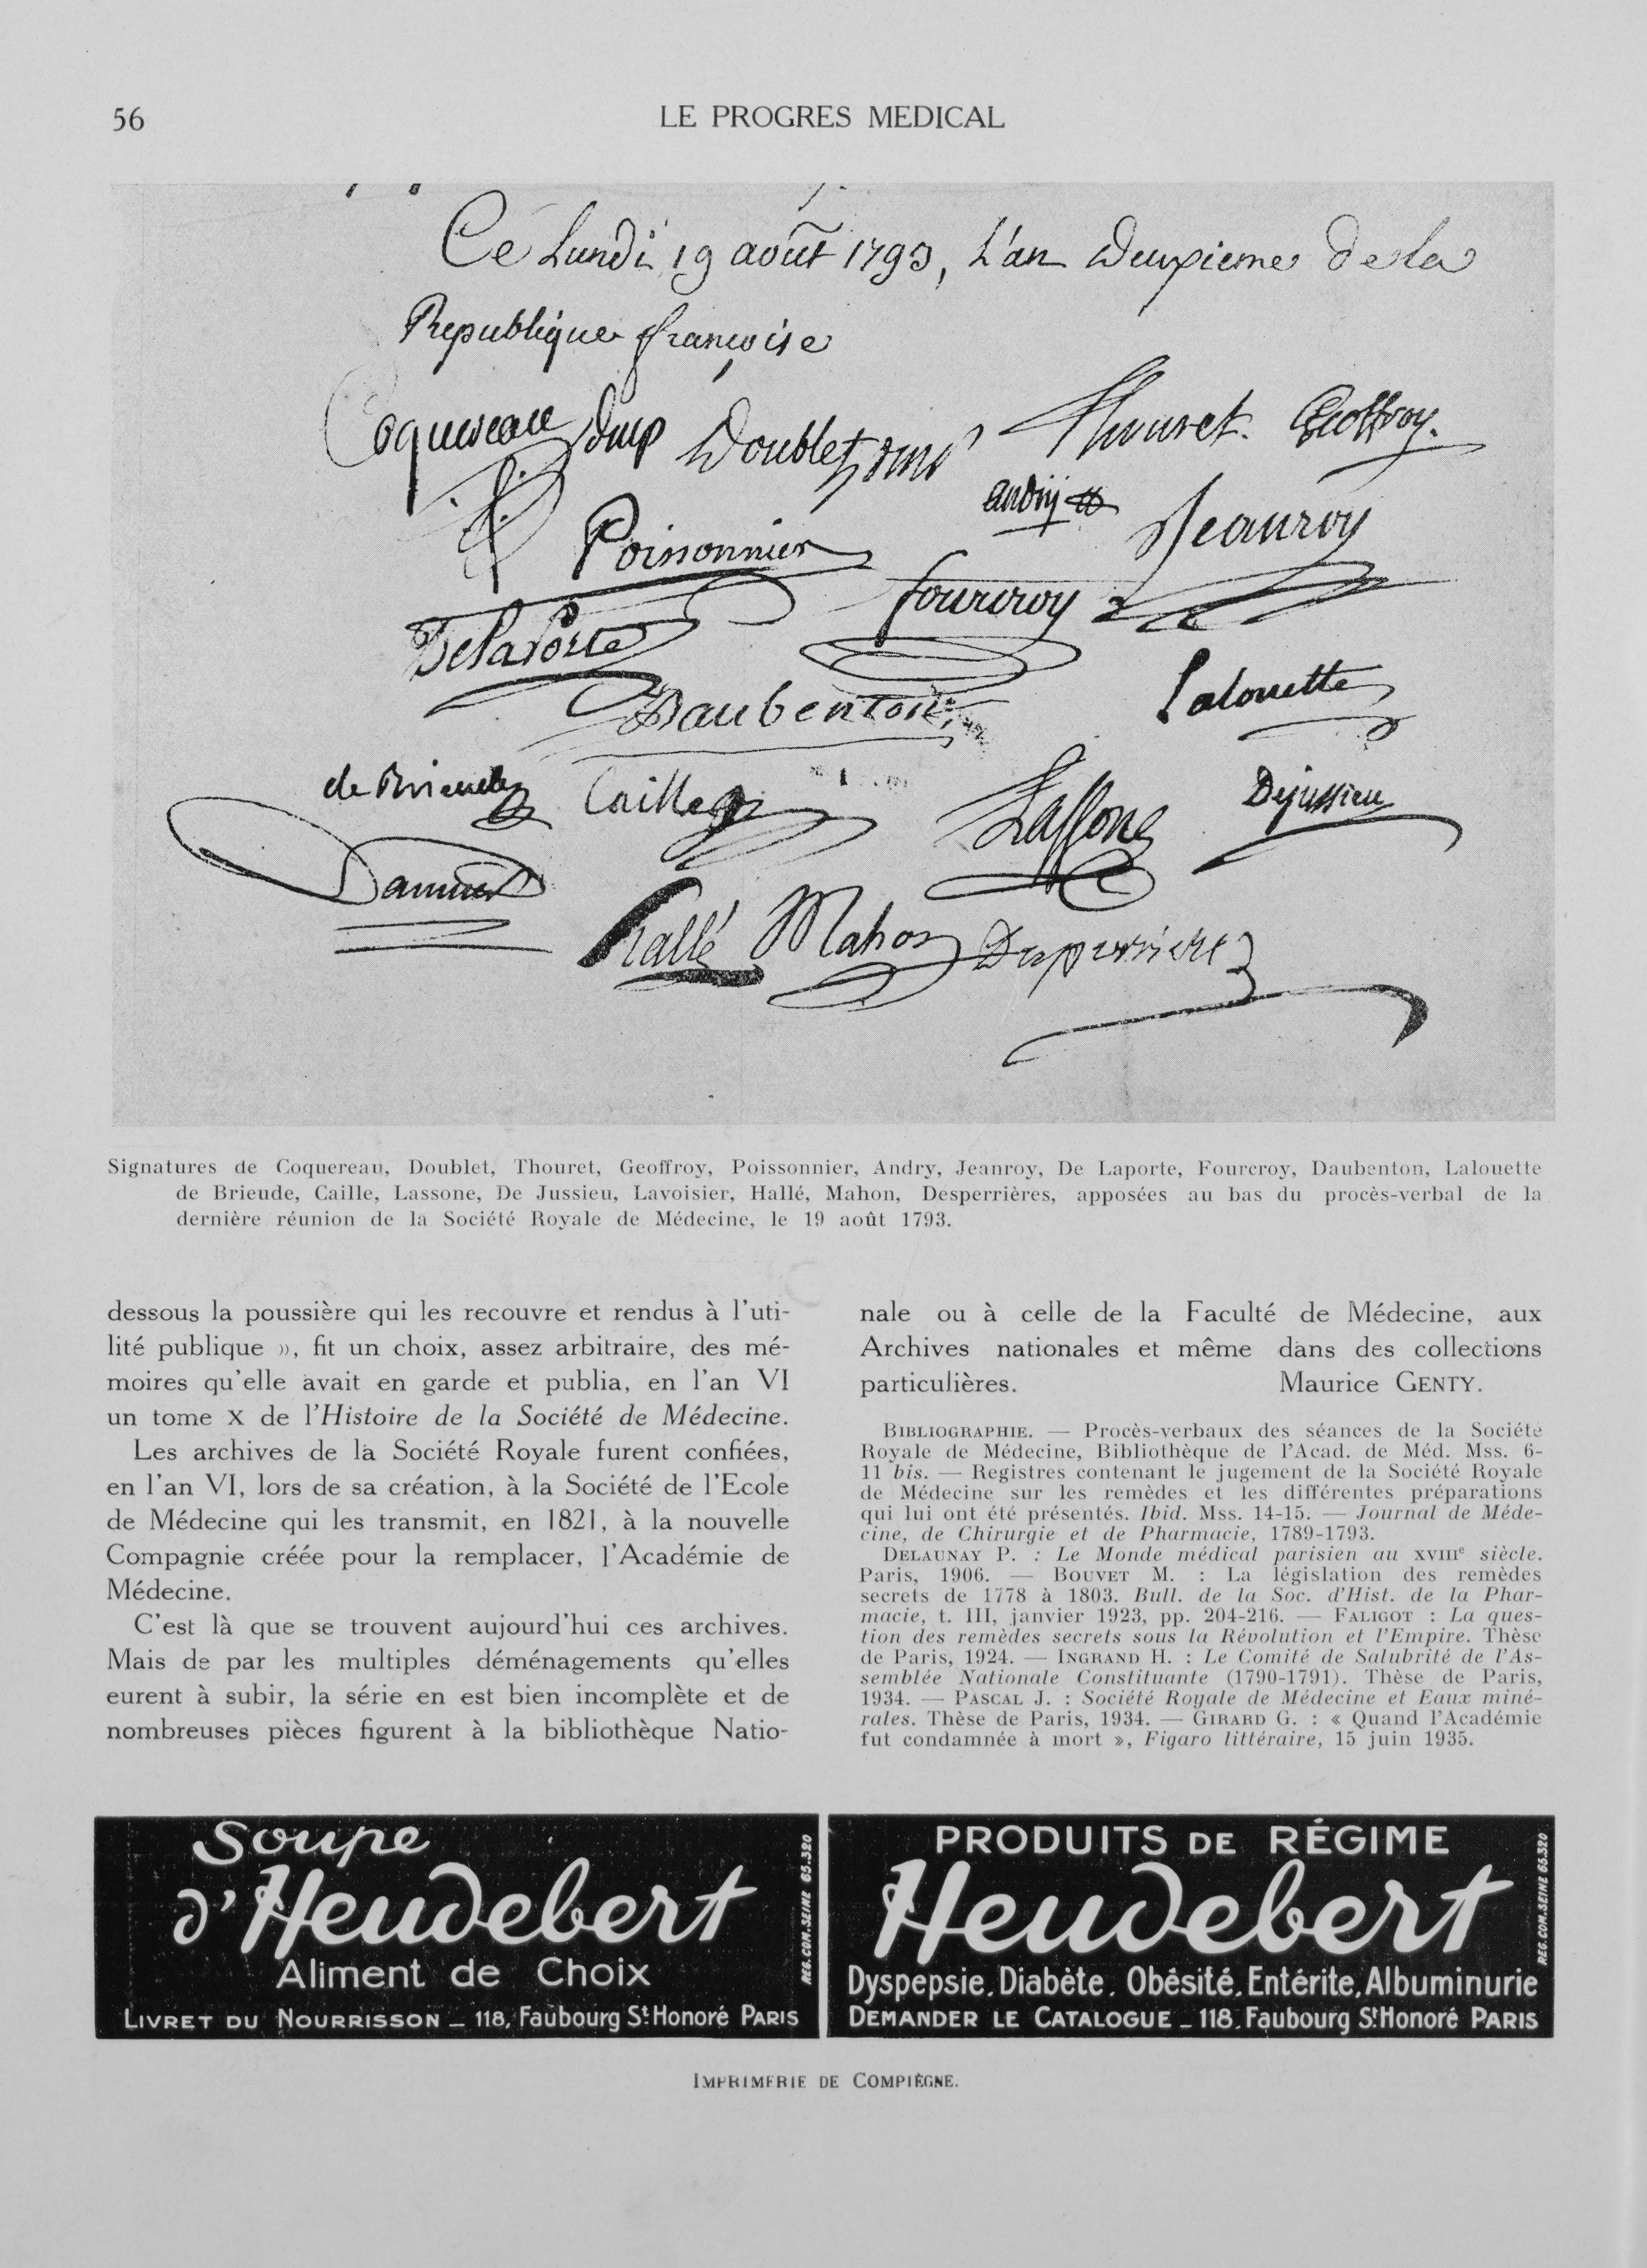 56
LE PROGRES MEDICAL
Ce Lundi 19 août 1793, L'an deuxieme de la
Republique françoise
Coquereau dmp Doublet, dmp Thouret. Geoffroy.
andry
Jeanroy
Poissonnier
fourcroy
DelaPorte
Lalouette
Daubenton
de Brieude Caille Lassone Dejussieu
hallé Mahon Desperrieres
Signatures de Coquereau, Doublet, Thouret, Geoffroy, Poissonnier, Andry, Jeanroy, De Laporte, Fourcroy, Daubenton, Lalouette
de Brieude, Caille, Lassone, De Jussieu, Lavoisier, Hallé, Mahon, Desperrières, apposées au bas du procès-verbal de la
dernière réunion de la Société Royale de Médecine, le 19 août 1793.
dessous la poussière qui les recouvre et rendus à l'uti-
lité publique », fit un choix, assez arbitraire, des mé-
moires qu'elle avait en garde et publia, en l'an VI
un tome X de l'Histoire de la Société de Médecine.
Les archives de la Société Royale furent confiées,
en l'an VI, lors de sa création, à la Société de l'Ecole
de Médecine qui les transmit, en 1821, à la nouvelle
Compagnie créée pour la remplacer, l'Académie de
Médecine.
C'est là que se trouvent aujourd'hui ces archives.
Mais de par les multiples déménagements qu'elles
eurent à subir, la série en est bien incomplète et de
nombreuses pièces figurent à la bibliothèque Natio-
nale ou à celle de la Faculté de Médecine, aux
Archives nationales et même dans des collections
particulières. Maurice GENTY.
BIBLIOGRAPHIE. — Procès-verbaux des séances de la Société
Royale de Médecine, Bibliothèque de l'Acad. de Méd. Mss. 6-
11 bis. — Registres contenant le jugement de la Société Royale
de Médecine sur les remèdes et les différentes préparations
qui lui ont été présentés. Ibid. Mss. 14-15. — Journal de Méde-
cine, de Chirurgie et de Pharmacie, 1789-1793.
DELAUNAY P. : Le Monde médical parisien au XVIIIe siècle.
Paris, 1906. — BOUVET M. : La législation des remèdes
secrets de 1778 à 1803. Bull. de la Soc. d'Hist. de la Phar-
macie, t. III, janvier 1923, pp. 204-216. — FALIGOT : La ques-
tion des remèdes secrets sous la Révolution et l'Empire. Thèse
de Paris, 1924. — INGRAND H. : Le Comité de Salubrité de l'As-
semblée Nationale Constituante (1790-1791). Thèse de Paris,
1934. — PASCAL J. : Société Royale de Médecine et Eaux miné-
rales. Thèse de Paris, 1934. — GIRARD G. : « Quand l'Académie
fut condamnée à mort », Figaro littéraire, 15 juin 1935.
Soupe
d'Heudebert
Aliment de Choix
LIVRET DU NOURRISSON _ 118, Faubourg St Honoré PARIS
REG.COM.SEINE 65.320
PRODUITS DE RÉGIME
Heudebert
Dyspepsie. Diabète. Obésité. Entérite. Albuminurie
DEMANDER LE CATALOGUE _ 118. Faubourg St Honoré PARIS
REG.COM.SEINE 65.320
IMPRIMERIE DE COMPIÈGNE.